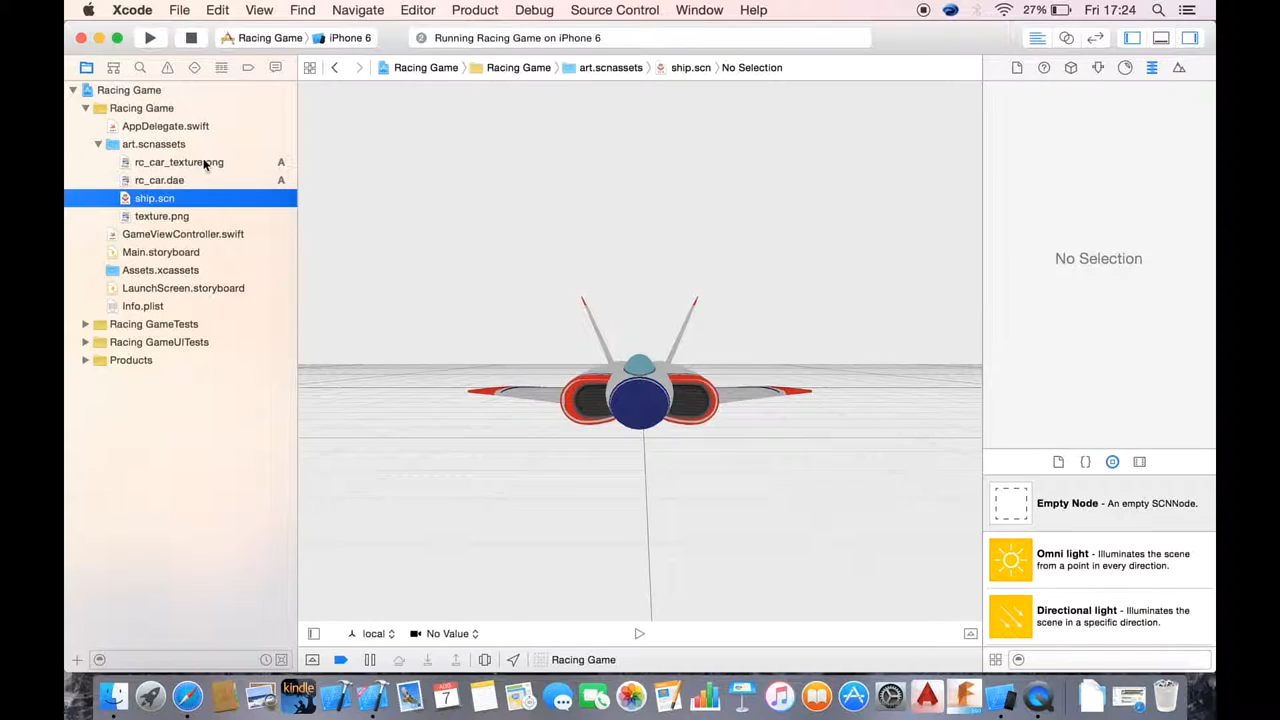 Xcode File Edit View Find Navigate Editor Product Debug Source Control Window Help 27% Fri 17:24
Racing Game iPhone 6 Running Racing Game on iPhone 6
Racing Game Racing Game art.scnassets ship.scn No Selection
Racing Game
Racing Game
AppDelegate.swift
art.scnassets
rc_car_texture.png A
rc_car.dae A
ship.scn
texture.png
GameViewController.swift
Main.storyboard
Assets.xcassets
LaunchScreen.storyboard
Info.plist
Racing GameTests
Racing GameUITests
Products
No Selection
Empty Node - An empty SCNNode.
Omni light - Illuminates the scene
from a point in every direction.
Directional light - Illuminates the
scene in a specific direction.
local No Value
Racing Game
kindle
7